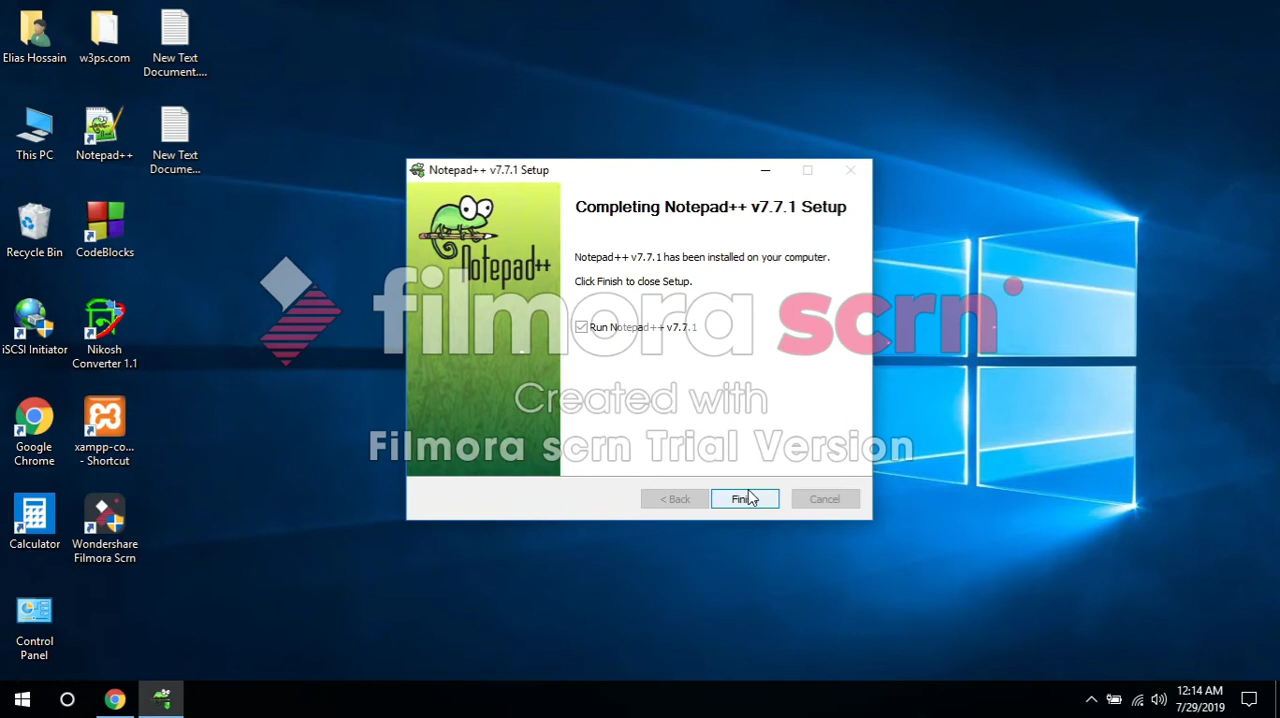 Elias Hossain
w3ps.com
New Text
Document....
This PC
Notepad++
New Text
Docume...
Recycle Bin
CodeBlocks
iSCSI Initiator
Nikosh
Converter 1.1
Google
Chrome
xampp-co...
- Shortcut
Calculator
Wondershare
Filmora Scrn
Control
Panel
Notepad++ v7.7.1 Setup
Notepad++
Completing Notepad++ v7.7.1 Setup
Notepad++ v7.7.1 has been installed on your computer.
Click Finish to close Setup.
Run Notepad++ v7.7.1
filmora scrn
Created with
Filmora scrn Trial Version
< Back
Cancel
12:14 AM
7/29/2019